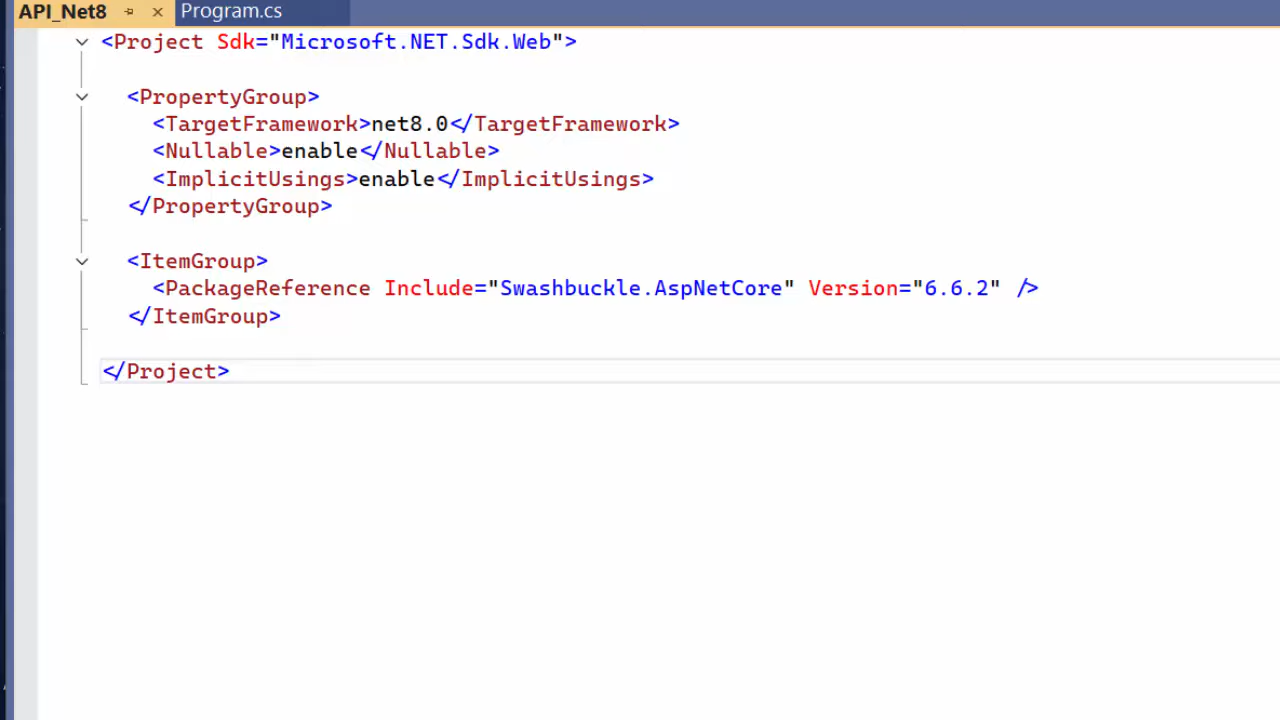 API_Net8 Program.cs
<Project Sdk="Microsoft.NET.Sdk.Web">
<PropertyGroup>
<TargetFramework>net8.0</TargetFramework>
<Nullable>enable</Nullable>
<ImplicitUsings>enable</ImplicitUsings>
</PropertyGroup>
<ItemGroup>
<PackageReference Include="Swashbuckle.AspNetCore" Version="6.6.2" />
</ItemGroup>
</Project>